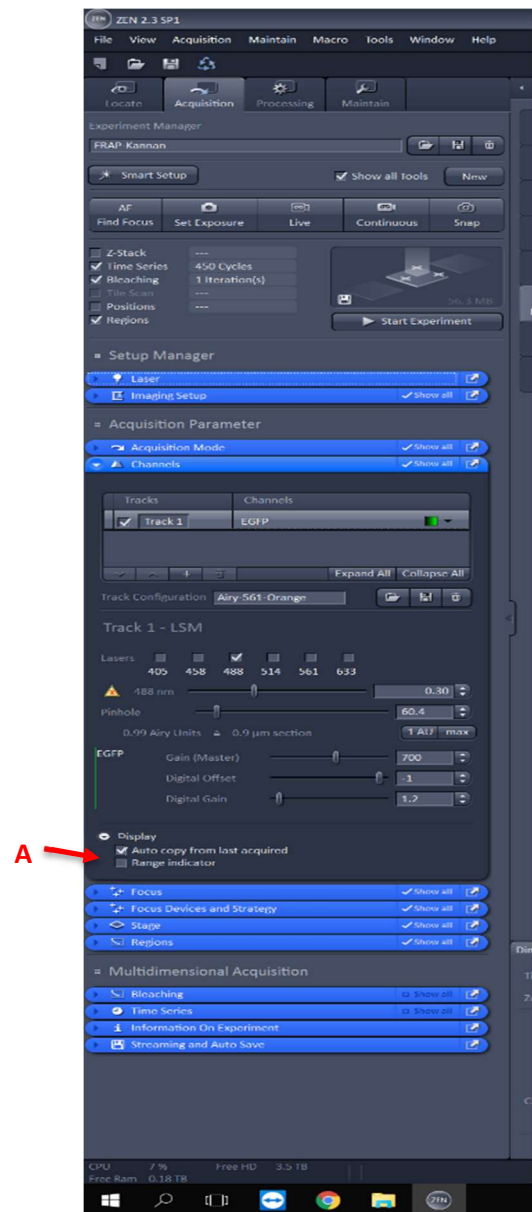 ZEN ZEN 2.3 SP1
File View Acquisition Maintain Macro Tools Window Help
Locate Acquisition Processing Maintain
Experiment Manager
FRAP-Kannan
Smart Setup Show all Tools New
AF
Find Focus Set Exposure Live Continuous Snap
Z-Stack ---
Time Series 450 Cycles
Bleaching 1 Iteration(s)
Tile Scan ---
Positions --- 56.3 MB
Regions Start Experiment
Setup Manager
Laser
Imaging Setup Show all
Acquisition Parameter
Acquisition Mode Show all
Channels Show all
Tracks Channels
Track 1 EGFP
Expand All Collapse All
Track Configuration Airy-561-Orange
Track 1 - LSM
Lasers
405 458 488 514 561 633
488 nm 0.30
Pinhole 60.4
0.99 Airy Units ≙ 0.9 µm section 1 AU max
EGFP Gain (Master) 700
Digital Offset -1
Digital Gain 1.2
Display
A Auto copy from last acquired
Range indicator
Focus Show all
Focus Devices and Strategy Show all
Stage Show all
Regions Show all
Multidimensional Acquisition
Bleaching Show all
Time Series Show all
Information On Experiment
Streaming and Auto Save
CPU 7 % Free HD 3.5 TB
Free Ram 0.18 TB
ZEN